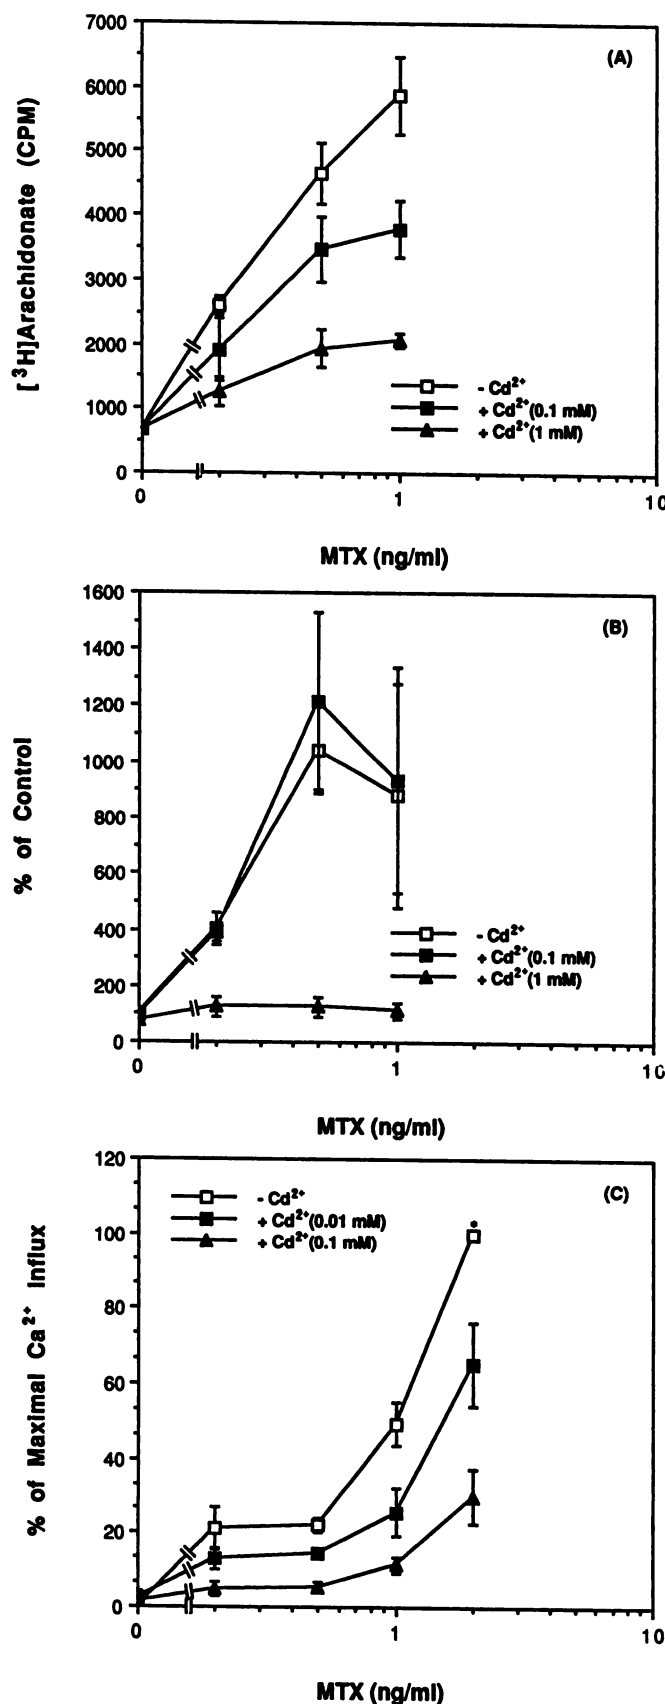 7000
(A)
6000
5000
4000
3000
2000
1000
0
[³H]Arachidonate (CPM)
- Cd²⁺
+ Cd²⁺(0.1 mM)
+ Cd²⁺(1 mM)
0
1
10
MTX (ng/ml)
1600
(B)
1400
1200
1000
800
600
400
200
0
% of Control
- Cd²⁺
+ Cd²⁺(0.1 mM)
+ Cd²⁺(1 mM)
0
1
10
MTX (ng/ml)
120
(C)
100
80
60
40
20
0
% of Maximal Ca²⁺ Influx
- Cd²⁺
+ Cd²⁺(0.01 mM)
+ Cd²⁺(0.1 mM)
*
0
1
10
MTX (ng/ml)